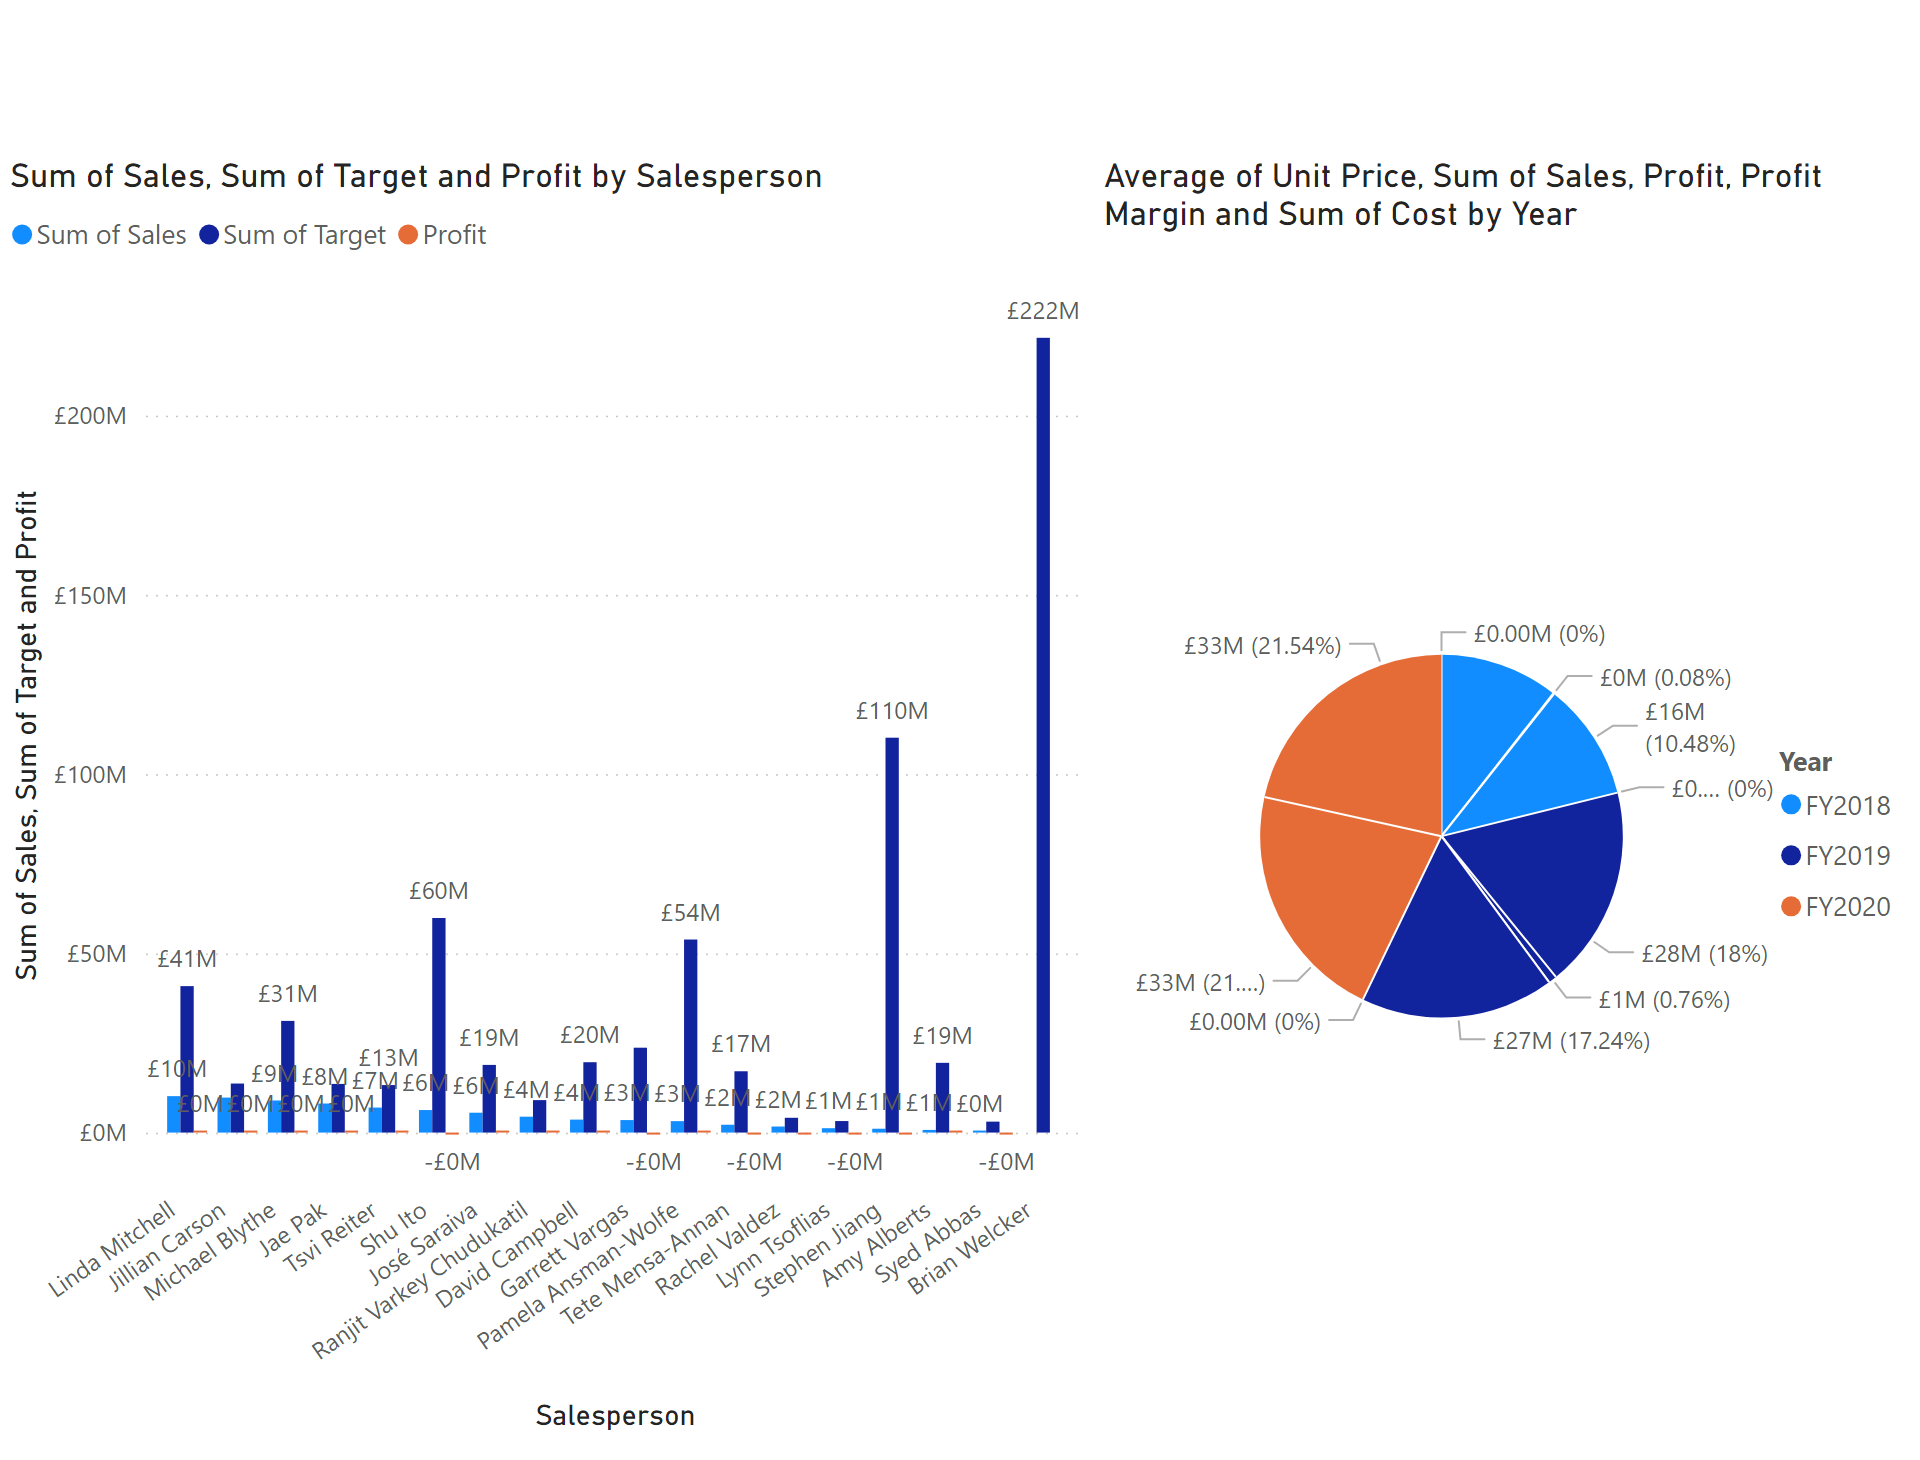 Sum of Sales, Sum of Target and Profit by Salesperson
Sum of Sales Sum of Target Profit
£222M
£200M
£150M
£110M
£100M
£60M
£54M
£50M
£41M
£31M
£20M
£19M
£19M
£17M
£13M
£10M
£9M
£8M
£7M
£6M
£6M
£4M
£4M
£3M
£3M
£2M
£2M
£1M
£1M
£1M
£0M
£0M
£0M
£0M
£0M
£0M
-£0M
-£0M
-£0M
-£0M
-£0M
Sum of Sales, Sum of Target and Profit
Linda Mitchell
Jillian Carson
Michael Blythe
Jae Pak
Tsvi Reiter
Shu Ito
José Saraiva
Ranjit Varkey Chudukatil
David Campbell
Garrett Vargas
Pamela Ansman-Wolfe
Tete Mensa-Annan
Rachel Valdez
Lynn Tsoflias
Stephen Jiang
Amy Alberts
Syed Abbas
Brian Welcker
Salesperson
Average of Unit Price, Sum of Sales, Profit, Profit
Margin and Sum of Cost by Year
£0.00M (0%)
£0M (0.08%)
£16M
(10.48%)
£0.... (0%)
£28M (18%)
£1M (0.76%)
£27M (17.24%)
£0.00M (0%)
£33M (21....)
£33M (21.54%)
Year
FY2018
FY2019
FY2020